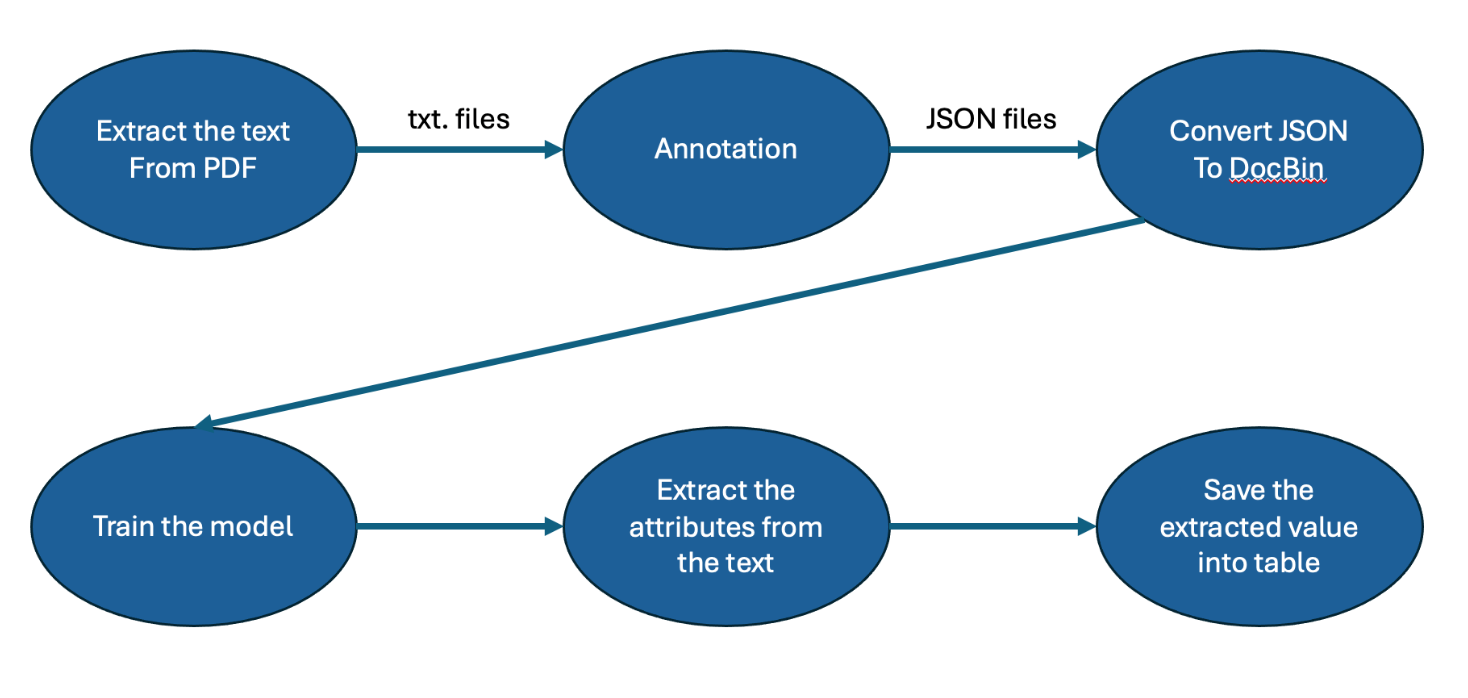 Extract the text
From PDF
txt. files
Annotation
JSON files
Convert JSON
To DocBin
Train the model
Extract the
attributes from
the text
Save the
extracted value
into table